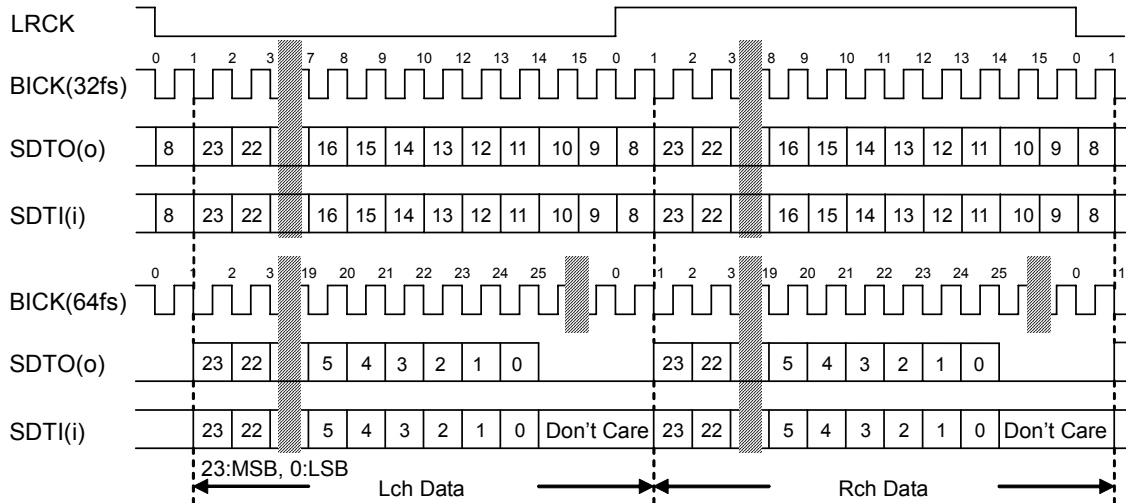 LRCK
0 1 2 3 7 8 9 10 11 12 13 14 15 0 1 2 3 8 9 10 11 12 13 14 15 0 1
BICK(32fs)
SDTO(o) 8 23 22 16 15 14 13 12 11 10 9 8 23 22 16 15 14 13 12 11 10 9 8
SDTI(i) 8 23 22 16 15 14 13 12 11 10 9 8 23 22 16 15 14 13 12 11 10 9 8
0 1 2 3 19 20 21 22 23 24 25 0 1 2 3 19 20 21 22 23 24 25 0 1
BICK(64fs)
SDTO(o) 23 22 5 4 3 2 1 0 23 22 5 4 3 2 1 0
SDTI(i) 23 22 5 4 3 2 1 0 Don't Care 23 22 5 4 3 2 1 0 Don't Care
23:MSB, 0:LSB
Lch Data Rch Data